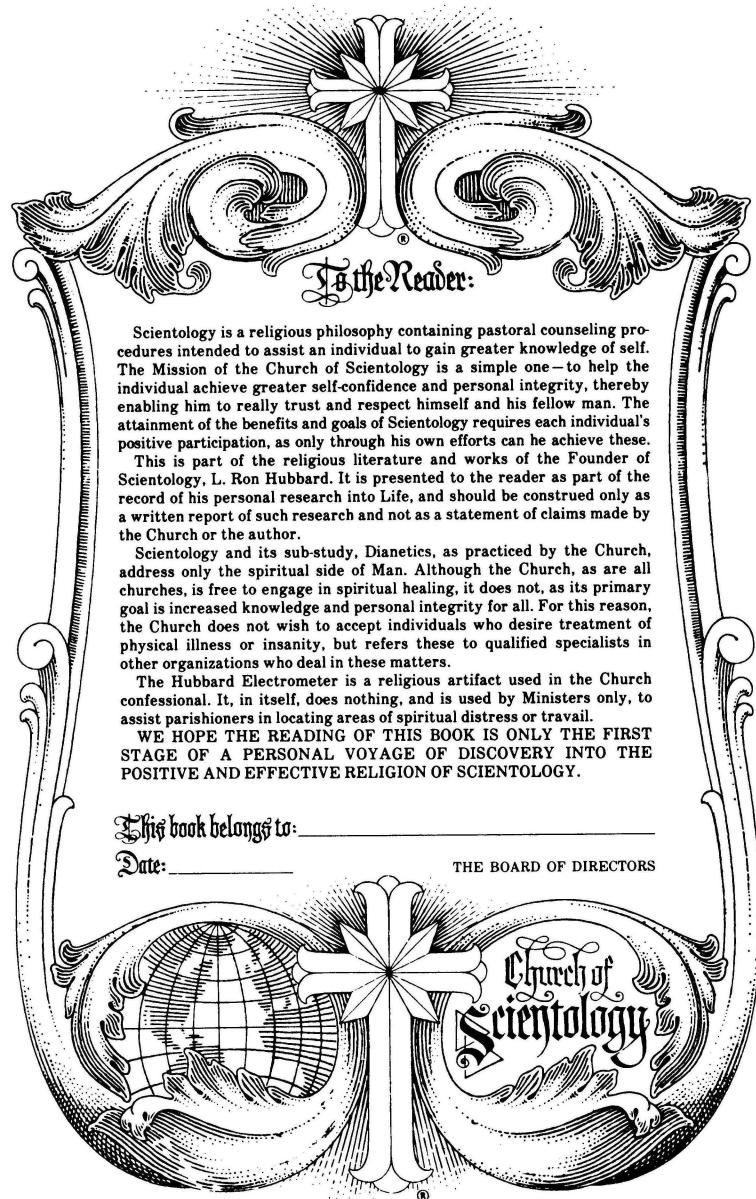 ®
To the Reader:
Scientology is a religious philosophy containing pastoral counseling pro-
cedures intended to assist an individual to gain greater knowledge of self.
The Mission of the Church of Scientology is a simple one—to help the
individual achieve greater self-confidence and personal integrity, thereby
enabling him to really trust and respect himself and his fellow man. The
attainment of the benefits and goals of Scientology requires each individual's
positive participation, as only through his own efforts can he achieve these.
This is part of the religious literature and works of the Founder of
Scientology, L. Ron Hubbard. It is presented to the reader as part of the
record of his personal research into Life, and should be construed only as
a written report of such research and not as a statement of claims made by
the Church or the author.
Scientology and its sub-study, Dianetics, as practiced by the Church,
address only the spiritual side of Man. Although the Church, as are all
churches, is free to engage in spiritual healing, it does not, as its primary
goal is increased knowledge and personal integrity for all. For this reason,
the Church does not wish to accept individuals who desire treatment of
physical illness or insanity, but refers these to qualified specialists in
other organizations who deal in these matters.
The Hubbard Electrometer is a religious artifact used in the Church
confessional. It, in itself, does nothing, and is used by Ministers only, to
assist parishioners in locating areas of spiritual distress or travail.
WE HOPE THE READING OF THIS BOOK IS ONLY THE FIRST
STAGE OF A PERSONAL VOYAGE OF DISCOVERY INTO THE
POSITIVE AND EFFECTIVE RELIGION OF SCIENTOLOGY.
This book belongs to:
Date:
THE BOARD OF DIRECTORS
Church of
Scientology
®